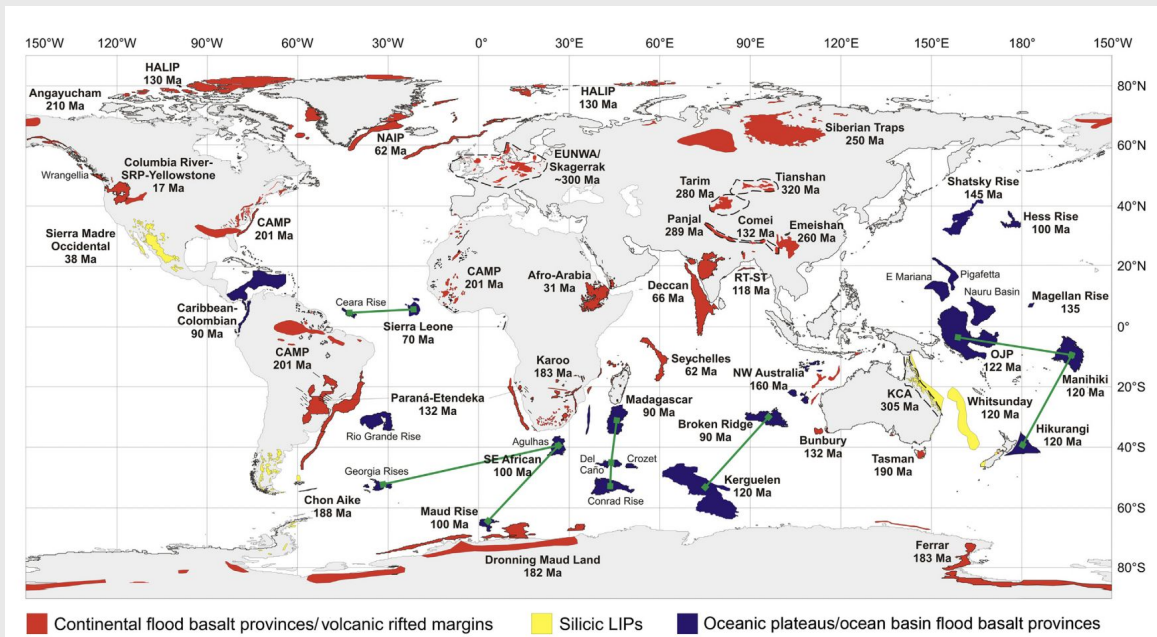 150°W 120°W 90°W 60°W 30°W 0° 30°E 60°E 90°E 120°E 150°E 180° 150°W
HALIP
130 Ma
Angayucham
210 Ma
HALIP
130 Ma
80°N
NAIP
62 Ma
Siberian Traps
250 Ma
60°N
Wrangellia
Columbia River-
SRP-Yellowstone
17 Ma
EUNWA/
Skagerrak
~300 Ma
Tarim
280 Ma
Tianshan
320 Ma
Shatsky Rise
145 Ma
Hess Rise
100 Ma
40°N
CAMP
201 Ma
Sierra Madre
Occidental
38 Ma
Panjal
289 Ma
Comei
132 Ma
Emeishan
260 Ma
20°N
CAMP
201 Ma
Afro-Arabia
31 Ma
Deccan
66 Ma
RT-ST
118 Ma
E Mariana
Pigafetta
Nauru Basin
Magellan Rise
135
Caribbean-
Colombian
90 Ma
Ceara Rise
Sierra Leone
70 Ma
0°
CAMP
201 Ma
Karoo
183 Ma
Seychelles
62 Ma
NW Australia
160 Ma
OJP
122 Ma
Manihiki
120 Ma
20°S
Paraná-Etendeka
132 Ma
Madagascar
90 Ma
KCA
305 Ma
Whitsunday
120 Ma
Rio Grande Rise
Broken Ridge
90 Ma
Bunbury
132 Ma
Hikurangi
120 Ma
40°S
Agulhas
SE African
100 Ma
Del
Caño
Crozet
Tasman
190 Ma
Georgia Rises
Chon Aike
188 Ma
Conrad Rise
Kerguelen
120 Ma
Maud Rise
100 Ma
60°S
Dronning Maud Land
182 Ma
Ferrar
183 Ma
80°S
Continental flood basalt provinces/volcanic rifted margins Silicic LIPs Oceanic plateaus/ocean basin flood basalt provinces